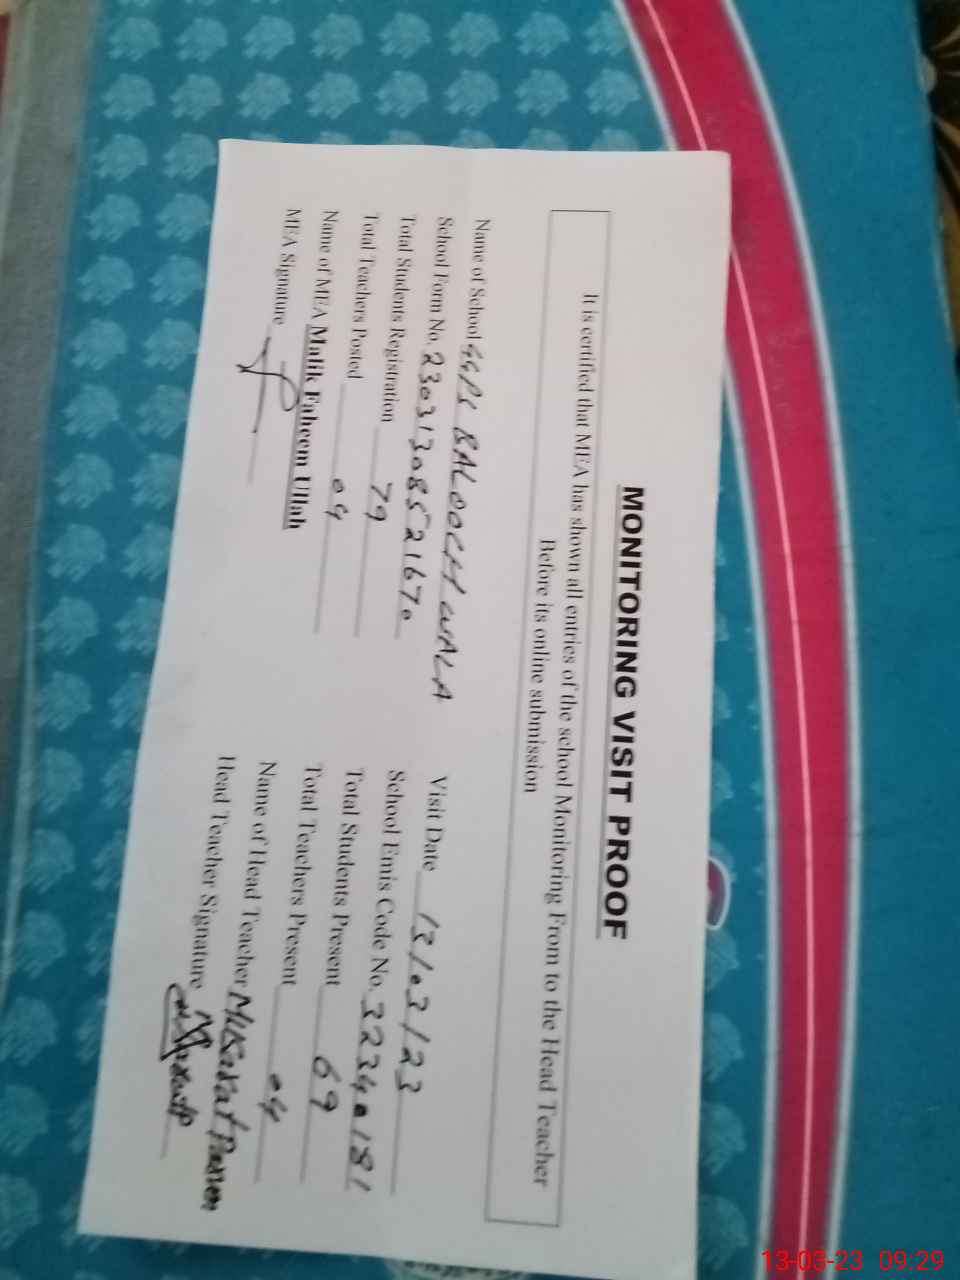 MONITORING VISIT PROOF
It is certified that MEA has shown all entries of the school Monitoring From to the Head Teacher
Before its online submission
Name of School GGPS BALOOCH WALA
Visit Date 13/03/23
School Form No. 23031308521670
School Emis Code No. 32340181
Total Students Registration 79
Total Students Present 69
Total Teachers Posted 04
Total Teachers Present 04
Name of MEA Malik Faheem Ullah
Name of Head Teacher Musarat
MEA Signature
Head Teacher Signature
13-03-23 09:29